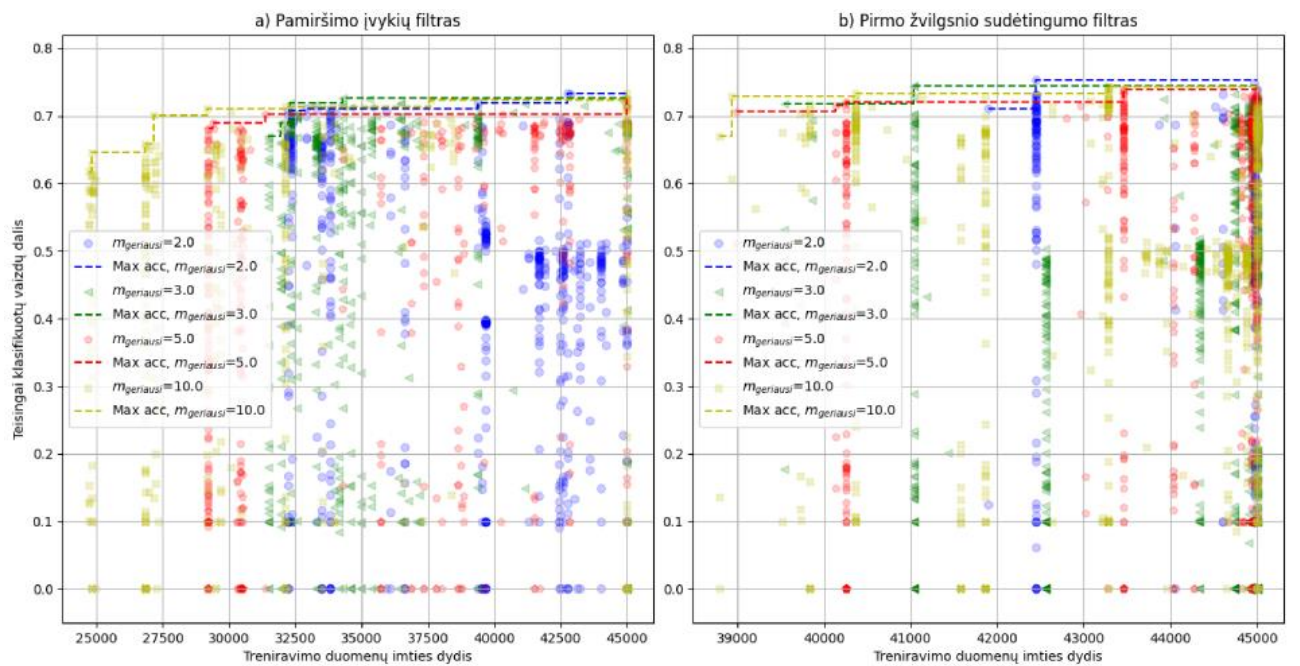 a) Pamiršimo įvykių filtras
b) Pirmo žvilgsnio sudėtingumo filtras
Teisingai klasifikuotų vaizdų dalis
0.8
0.7
0.6
0.5
0.4
0.3
0.2
0.1
0.0
m_geriausi=2.0
Max acc, m_geriausi=2.0
m_geriausi=3.0
Max acc, m_geriausi=3.0
m_geriausi=5.0
Max acc, m_geriausi=5.0
m_geriausi=10.0
Max acc, m_geriausi=10.0
25000 27500 30000 32500 35000 37500 40000 42500 45000
Treniravimo duomenų imties dydis
0.8
0.7
0.6
0.5
0.4
0.3
0.2
0.1
0.0
m_geriausi=2.0
Max acc, m_geriausi=2.0
m_geriausi=3.0
Max acc, m_geriausi=3.0
m_geriausi=5.0
Max acc, m_geriausi=5.0
m_geriausi=10.0
Max acc, m_geriausi=10.0
39000 40000 41000 42000 43000 44000 45000
Treniravimo duomenų imties dydis